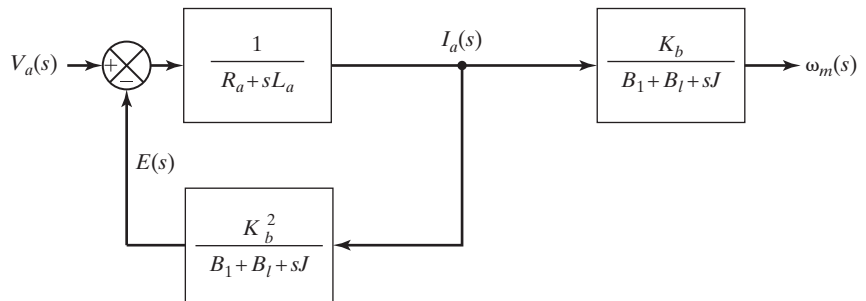 V_a(s)
+
−
1
R_a + sL_a
I_a(s)
K_b
B_1 + B_l + sJ
ω_m(s)
E(s)
K_b^2
B_1 + B_l + sJ